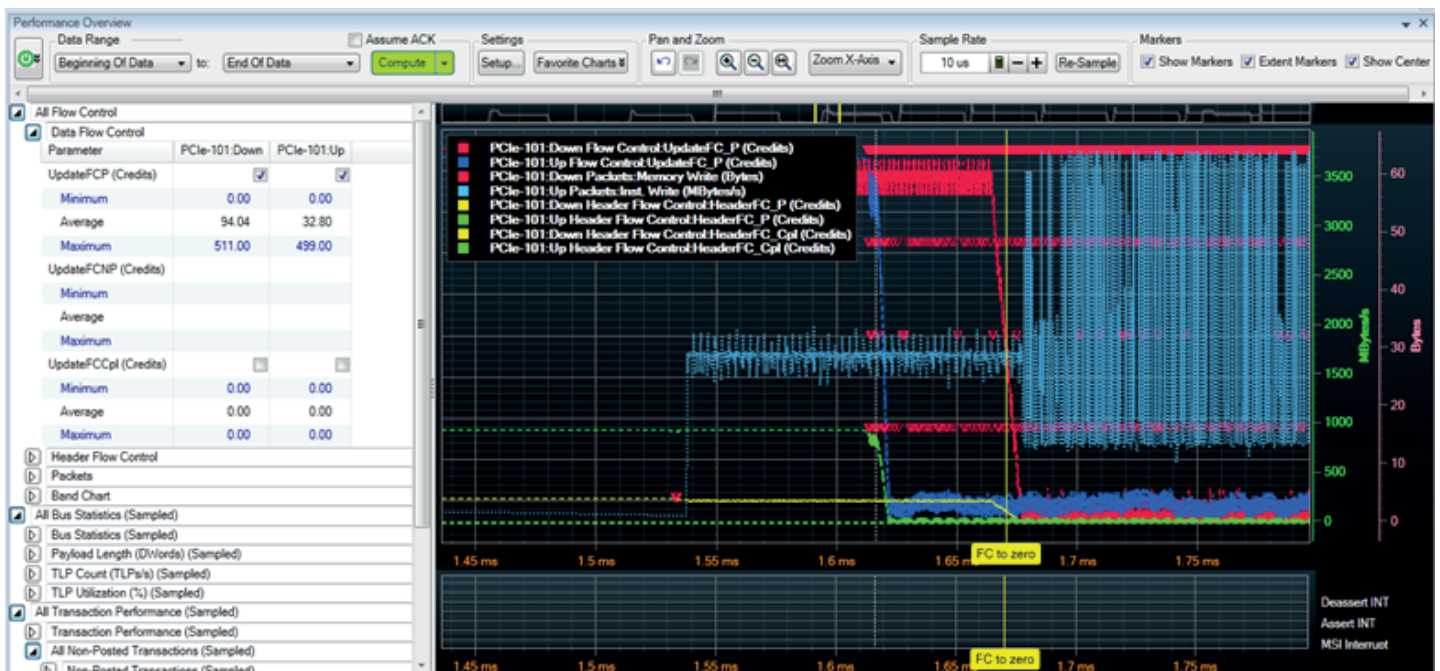 Performance Overview
Data Range
Assume ACK
Settings
Pan and Zoom
Sample Rate
Markers
Beginning Of Data to: End Of Data Compute Setup... Favorite Charts Zoom X-Axis 10 us Re-Sample Show Markers Extent Markers Show Center
All Flow Control
Data Flow Control
Parameter PCIe-101:Down PCIe-101:Up
UpdateFCP (Credits)
Minimum 0.00 0.00
Average 94.04 32.80
Maximum 511.00 499.00
UpdateFCNP (Credits)
Minimum
Average
Maximum
UpdateFCCpl (Credits)
Minimum 0.00 0.00
Average 0.00 0.00
Maximum 0.00 0.00
Header Flow Control
Packets
Band Chart
All Bus Statistics (Sampled)
Bus Statistics (Sampled)
Payload Length (DWords) (Sampled)
TLP Count (TLPs/s) (Sampled)
TLP Utilization (%) (Sampled)
All Transaction Performance (Sampled)
Transaction Performance (Sampled)
All Non-Posted Transactions (Sampled)
Non-Posted Transactions (Sampled)
PCIe-101:Down Flow Control:UpdateFC_P (Credits)
PCIe-101:Up Flow Control:UpdateFC_P (Credits)
PCIe-101:Down Packets:Memory Write (Bytes)
PCIe-101:Up Packets:Inst. Write (MBytes/s)
PCIe-101:Down Header Flow Control:HeaderFC_P (Credits)
PCIe-101:Up Header Flow Control:HeaderFC_P (Credits)
PCIe-101:Down Header Flow Control:HeaderFC_Cpl (Credits)
PCIe-101:Up Header Flow Control:HeaderFC_Cpl (Credits)
3500
3000
2500
2000
1500
1000
500
0
MBytes/s
60
50
40
30
20
10
0
Bytes
1.45 ms 1.5 ms 1.55 ms 1.6 ms 1.65 FC to zero 1.7 ms 1.75 ms
Deassert INT
Assert INT
MSI Interrupt
1.45 ms 1.5 ms 1.55 ms 1.6 ms 1.65 FC to zero 1.7 ms 1.75 ms